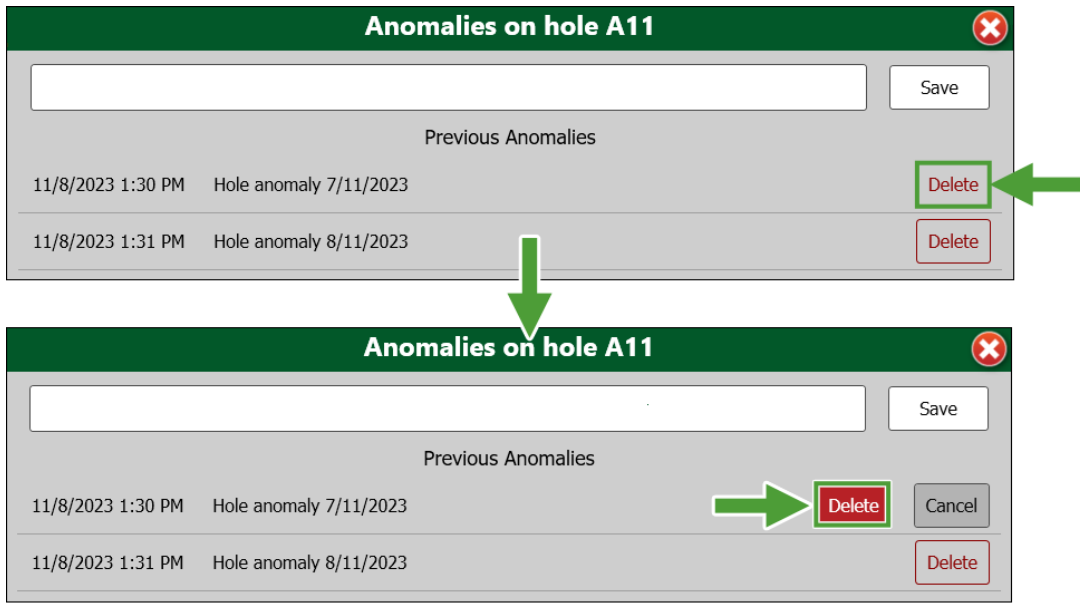 Anomalies on hole A11
Save
Previous Anomalies
11/8/2023 1:30 PM Hole anomaly 7/11/2023 Delete
11/8/2023 1:31 PM Hole anomaly 8/11/2023 Delete
Anomalies on hole A11
Save
Previous Anomalies
11/8/2023 1:30 PM Hole anomaly 7/11/2023 Delete Cancel
11/8/2023 1:31 PM Hole anomaly 8/11/2023 Delete